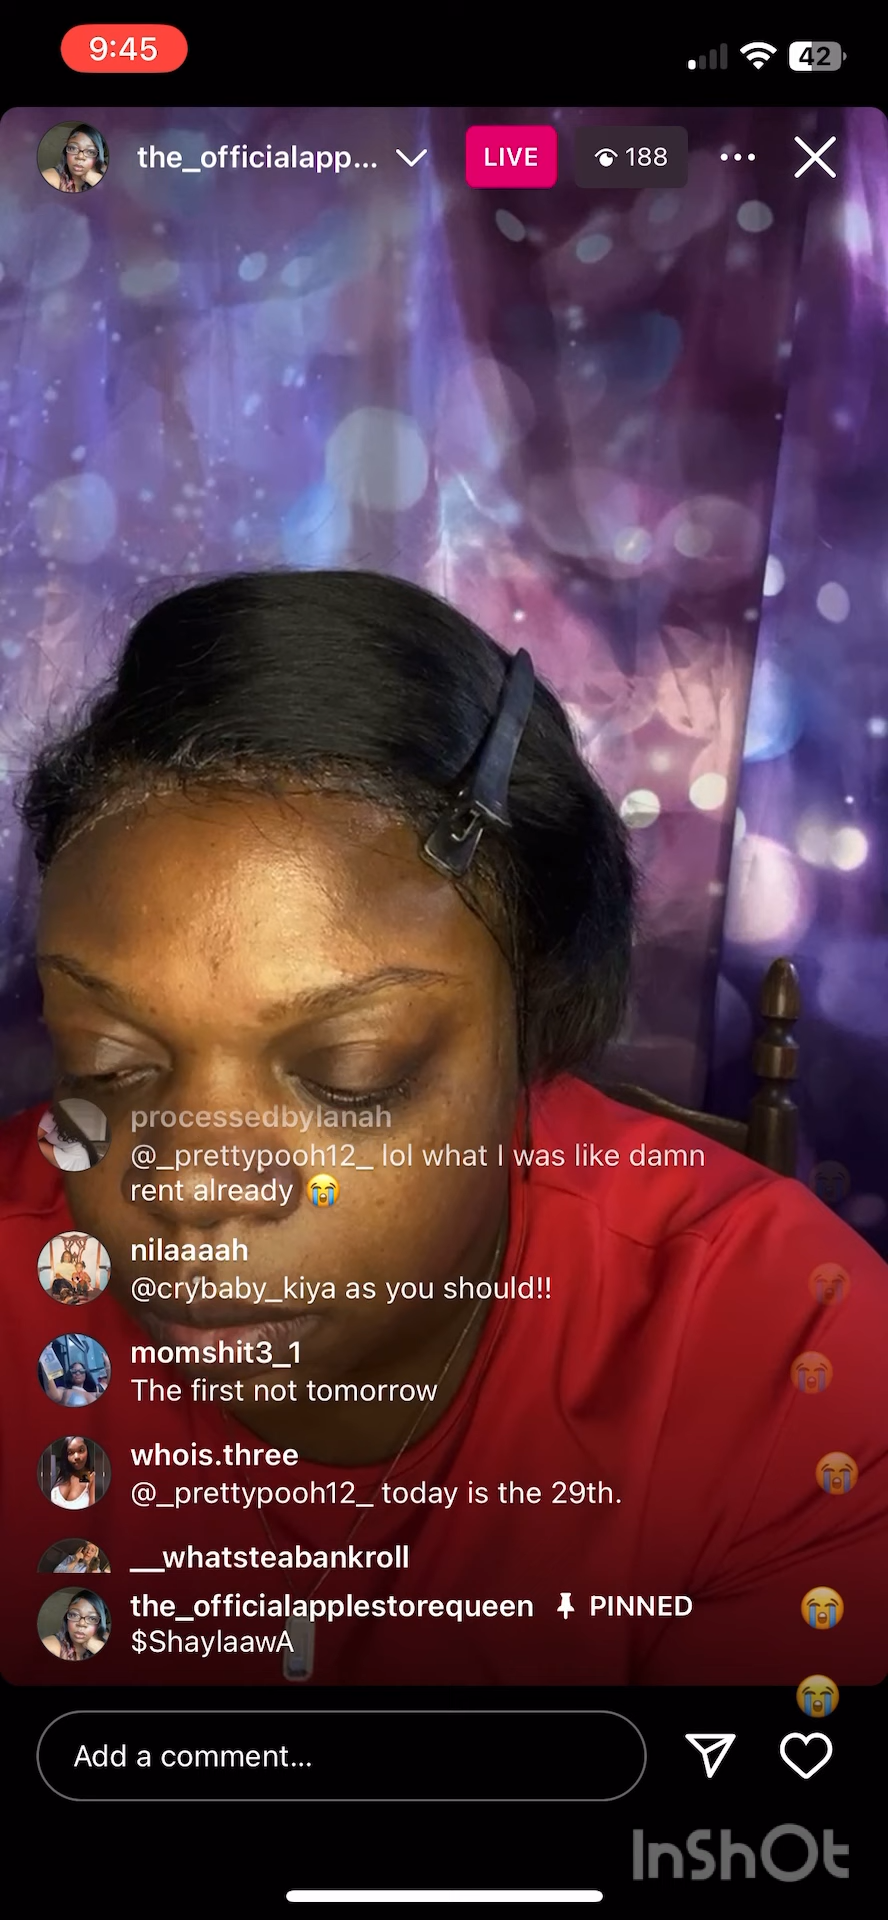 9:45
42
the_officialapp...
LIVE
188
processedbylanah
@_prettypooh12_ lol what I was like damn
rent already 😭
nilaaaah
@crybaby_kiya as you should!!
momshit3_1
The first not tomorrow
whois.three
@_prettypooh12_ today is the 29th.
__whatsteabankroll
the_officialapplestorequeen PINNED
$ShaylaawA
Add a comment...
InShOt